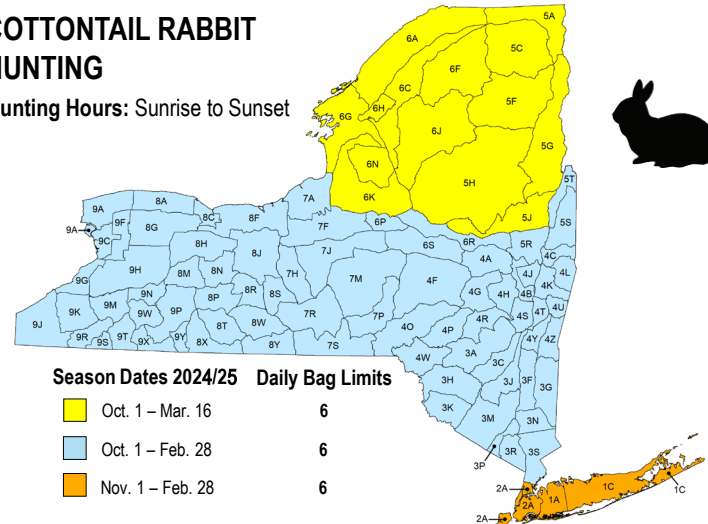 COTTONTAIL RABBIT
HUNTING
Hunting Hours: Sunrise to Sunset
5A
6A
5C
6F
6C
5F
6H
6G
6J
5G
6N
5H
6K
5T
5J
9A
8A
7A
8C
8F
6P
5S
9F
8G
7F
9A
9C
6S
6R
5R
8H
7J
4A
4C
8J
9H
8M
8N
7H
7M
4F
4J
4L
9G
4K
9N
8P
8R
8S
4G
4H
4B
9K
9M
9W
9P
7R
7P
4R
4S
4T
4U
9J
8T
8W
4O
4P
9R
9S
9T
9X
9Y
8X
8Y
7S
4Y
4Z
4W
3A
3C
Season Dates 2024/25 Daily Bag Limits
3H
3J
3F
3G
Oct. 1 – Mar. 16 6
3K
3M
3N
Oct. 1 – Feb. 28 6
3P
3R
3S
Nov. 1 – Feb. 28 6
2A
1C
1C
2A
1A
2A